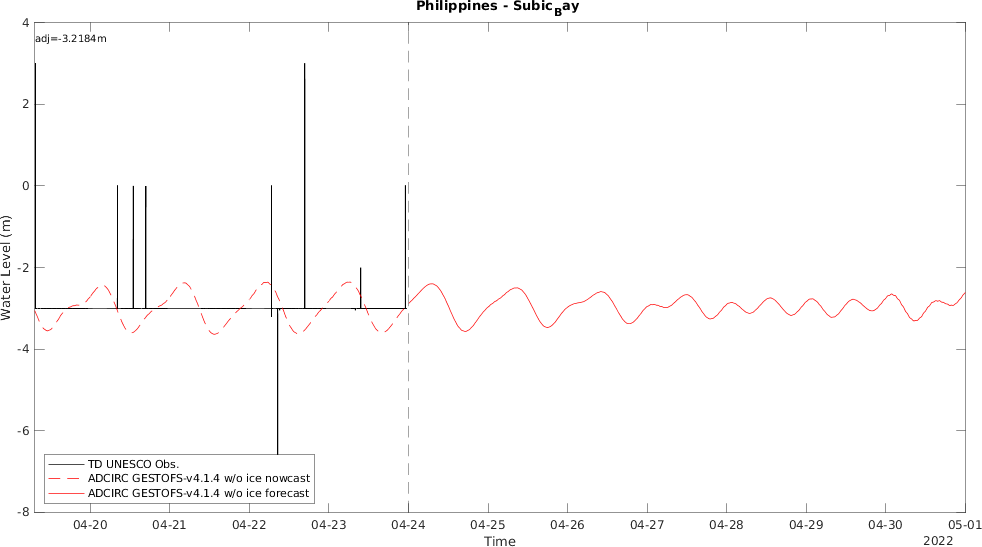 Philippines - Subic_Bay
adj=-3.2184m
4
2
0
-2
-4
-6
-8
Water Level (m)
TD UNESCO Obs.
ADCIRC GESTOFS-v4.1.4 w/o ice nowcast
ADCIRC GESTOFS-v4.1.4 w/o ice forecast
04-20 04-21 04-22 04-23 04-24 04-25 04-26 04-27 04-28 04-29 04-30 05-01
Time
2022